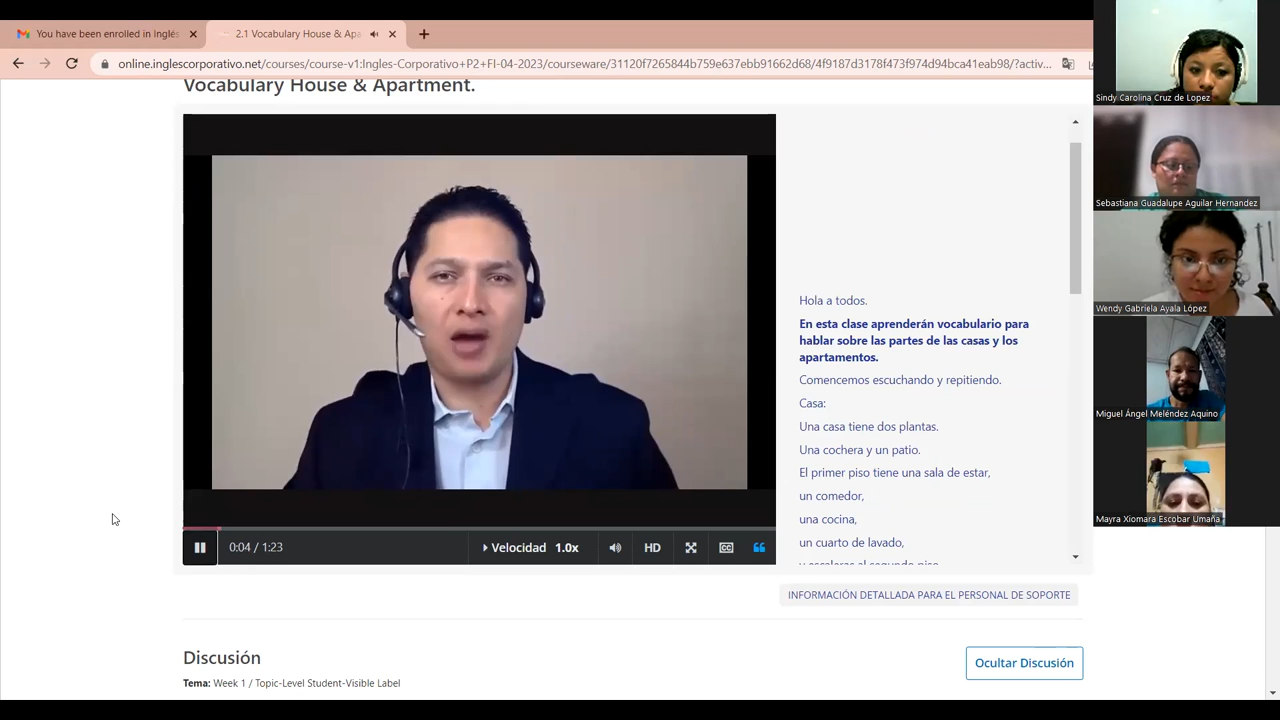 You have been enrolled in Inglés
2.1 Vocabulary House & Apa
online.inglescorporativo.net/courses/course-v1:Ingles-Corporativo+P2+FI-04-2023/courseware/31120f7265844b759e637ebb91662d68/4f9187d3178f473f974d94bca41eab98/?activ...
Vocabulary House & Apartment.
Hola a todos.
En esta clase aprenderán vocabulario para
hablar sobre las partes de las casas y los
apartamentos.
Comencemos escuchando y repitiendo.
Casa:
Una casa tiene dos plantas.
Una cochera y un patio.
El primer piso tiene una sala de estar,
un comedor,
una cocina,
un cuarto de lavado,
y escaleras al segundo piso
0:04 / 1:23
Velocidad 1.0x
HD
INFORMACIÓN DETALLADA PARA EL PERSONAL DE SOPORTE
Discusión
Ocultar Discusión
Tema: Week 1 / Topic-Level Student-Visible Label
Sindy Carolina Cruz de Lopez
Sebastiana Guadalupe Aguilar Hernandez
Wendy Gabriela Ayala López
Miguel Ángel Meléndez Aquino
Mayra Xiomara Escobar Umaña